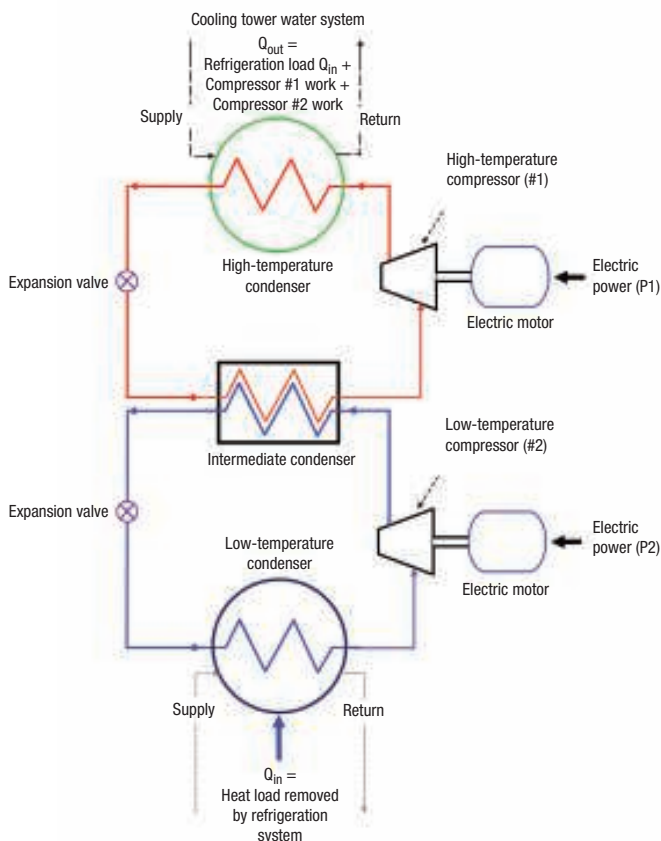 Cooling tower water system
Q_out =
Refrigeration load Q_in +
Compressor #1 work +
Compressor #2 work
Supply
Return
High-temperature
compressor (#1)
High-temperature
condenser
Expansion valve
Electric
power (P1)
Electric motor
Intermediate condenser
Low-temperature
compressor (#2)
Expansion valve
Low-temperature
condenser
Electric
power (P2)
Electric motor
Supply
Return
Q_in =
Heat load removed
by refrigeration
system